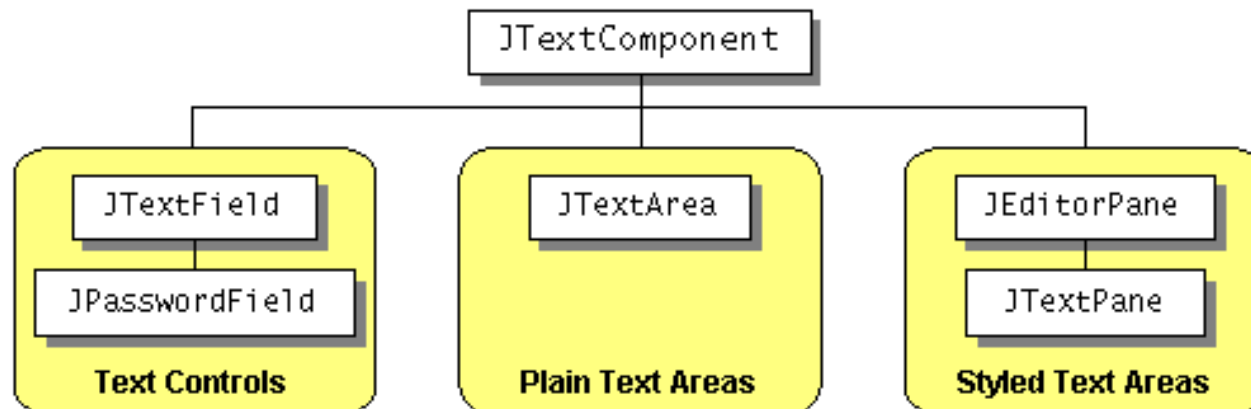 JTextComponent
JTextField
JPasswordField
Text Controls
JTextArea
Plain Text Areas
JEditorPane
JTextPane
Styled Text Areas